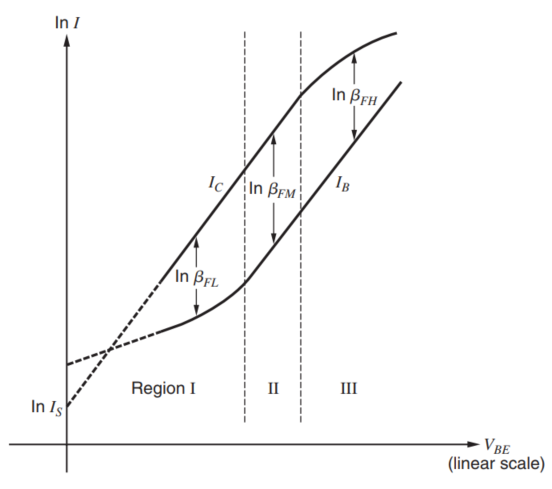 ln I
ln β_FH
I_C
ln β_FM
I_B
ln β_FL
Region I
II
III
ln I_S
V_BE
(linear scale)